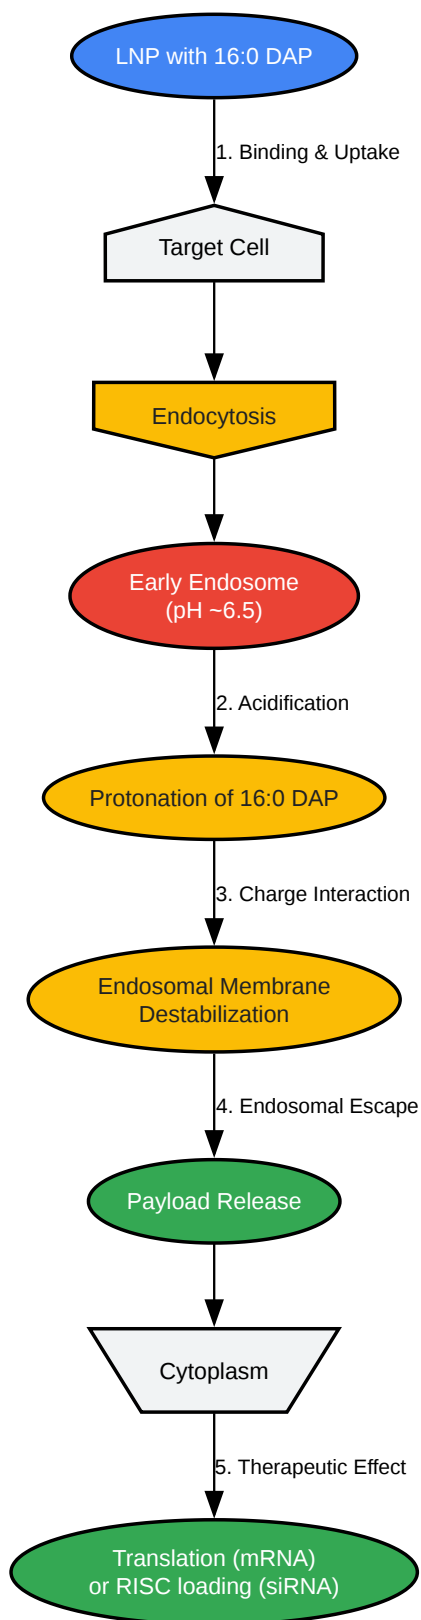 LNP with 16:0 DAP
1. Binding & Uptake
Target Cell
Endocytosis
Early Endosome
(pH ~6.5)
2. Acidification
Protonation of 16:0 DAP
3. Charge Interaction
Endosomal Membrane
Destabilization
4. Endosomal Escape
Payload Release
Cytoplasm
5. Therapeutic Effect
Translation (mRNA)
or RISC loading (siRNA)